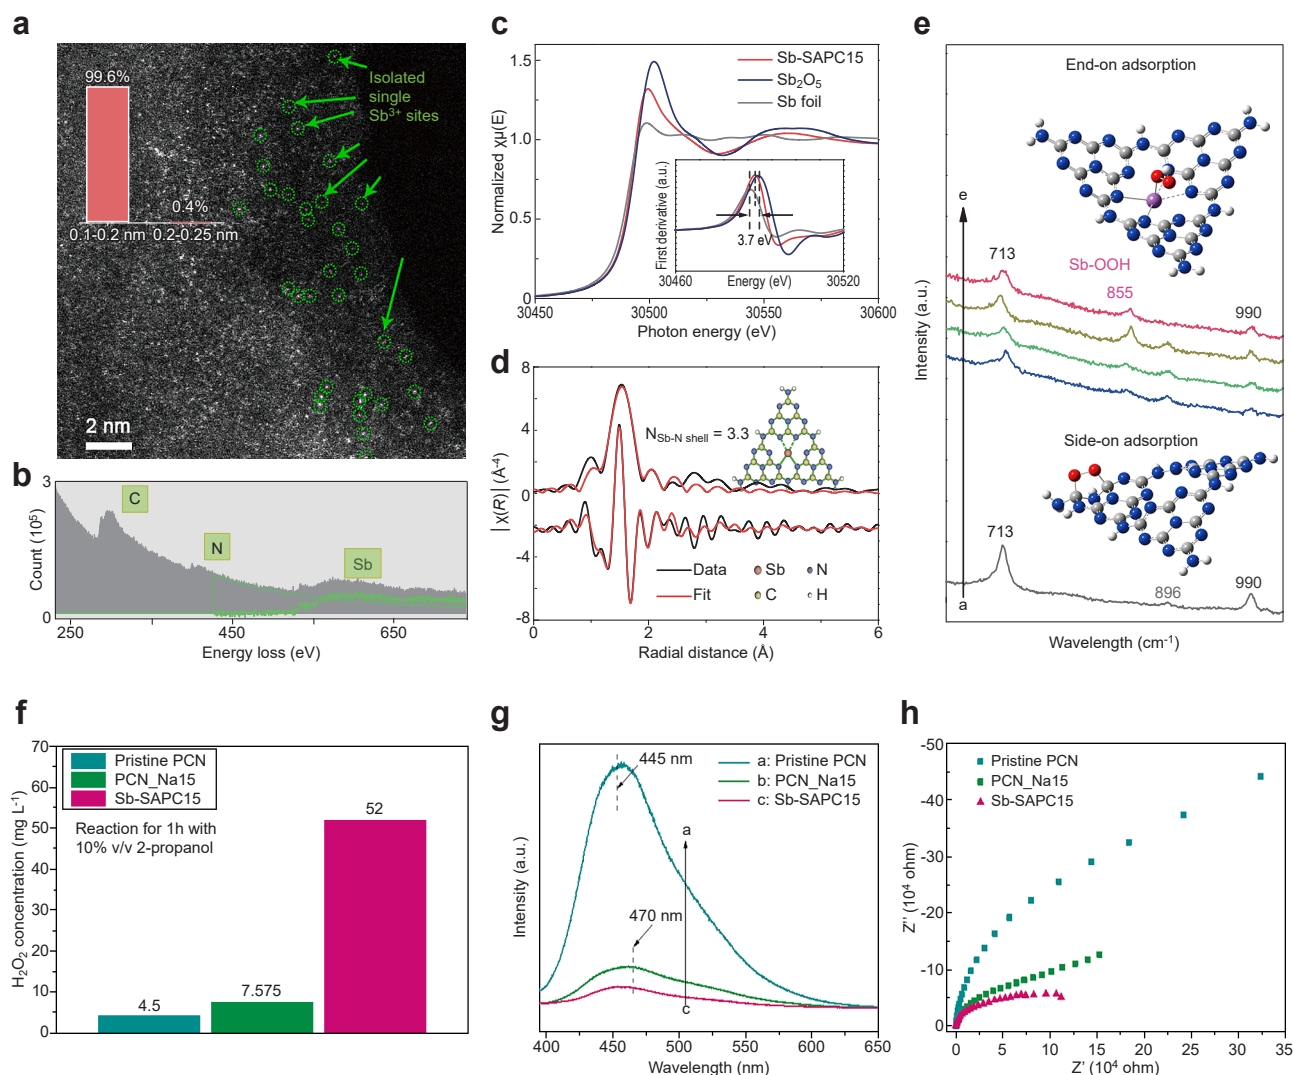 a
99.6%
0.4%
0.1-0.2 nm
0.2-0.25 nm
Isolated
single
Sb³⁺ sites
2 nm
b
3
0
Count (10⁵)
C
N
Sb
250
450
650
Energy loss (eV)
c
1.5
1.0
0.5
0
Normalized χμ(E)
Sb-SAPC15
Sb₂O₅
Sb foil
First derivative (a.u.)
3.7 eV
30460
Energy (eV)
30520
30450
30500
30550
30600
Photon energy (eV)
d
8
4
0
-4
-8
|χ(R)| (Å⁻⁴)
N Sb-N shell = 3.3
Data
Fit
Sb
N
C
H
0
2
4
6
Radial distance (Å)
e
End-on adsorption
e
713
Sb-OOH
855
990
Intensity (a.u.)
Side-on adsorption
713
896
990
a
Wavelength (cm⁻¹)
f
70
60
50
40
30
20
10
0
H₂O₂ concentration (mg L⁻¹)
Pristine PCN
PCN_Na15
Sb-SAPC15
Reaction for 1h with
10% v/v 2-propanol
4.5
7.575
52
g
445 nm
a: Pristine PCN
b: PCN_Na15
c: Sb-SAPC15
a
470 nm
c
Intensity (a.u.)
400
450
500
550
600
650
Wavelength (nm)
h
-50
-40
-30
-20
-10
0
Z'' (10⁴ ohm)
Pristine PCN
PCN_Na15
Sb-SAPC15
0
5
10
15
20
25
30
35
Z' (10⁴ ohm)